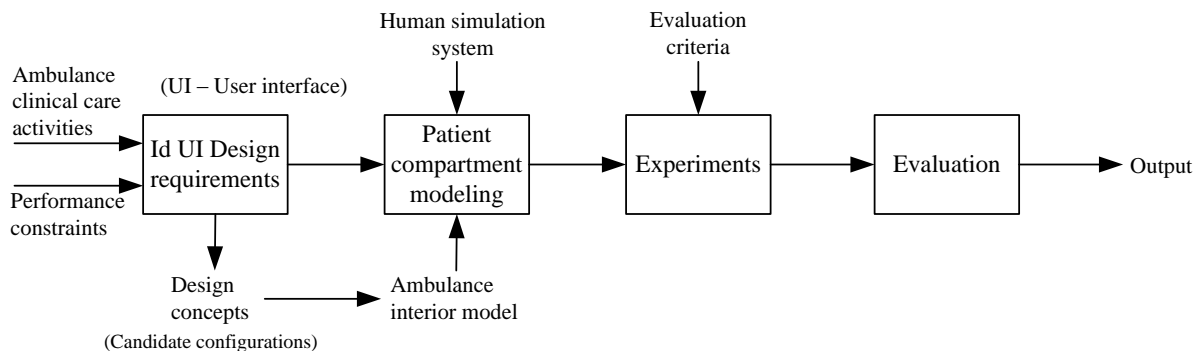 Human simulation
system
Evaluation
criteria
Ambulance
clinical care
activities
(UI – User interface)
Id UI Design
requirements
Patient
compartment
modeling
Experiments
Evaluation
Output
Performance
constraints
Design
concepts
(Candidate configurations)
Ambulance
interior model